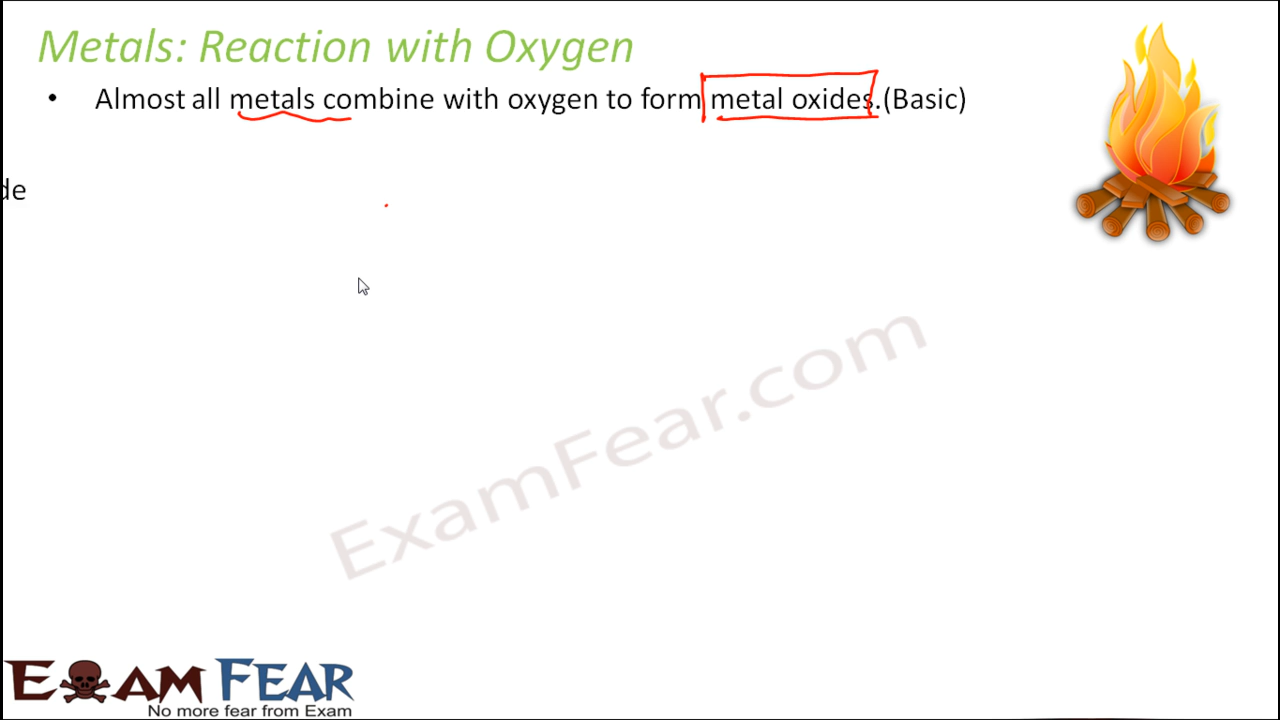 Metals: Reaction with Oxygen
• Almost all metals combine with oxygen to form metal oxides.(Basic)
de
ExamFear.com
EXAM FEAR
No more fear from Exam